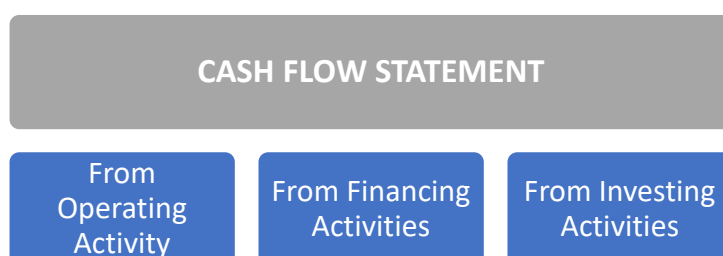 CASH FLOW STATEMENT
From
Operating
Activity
From Financing
Activities
From Investing
Activities